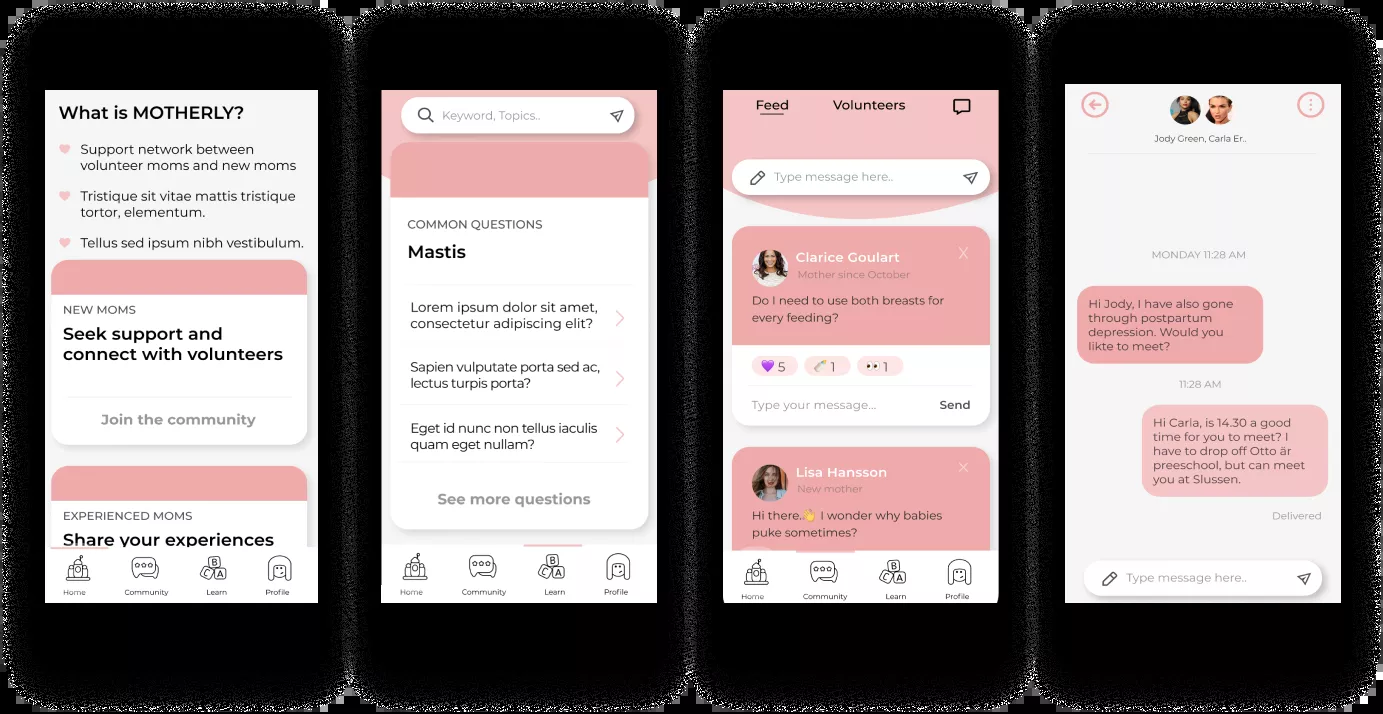 What is MOTHERLY?
Support network between
volunteer moms and new moms
Tristique sit vitae mattis tristique
tortor, elementum.
Tellus sed ipsum nibh vestibulum.
NEW MOMS
Seek support and
connect with volunteers
Join the community
EXPERIENCED MOMS
Share your experiences
Home
Community
Learn
Profile
Keyword, Topics..
COMMON QUESTIONS
Mastis
Lorem ipsum dolor sit amet,
consectetur adipiscing elit?
Sapien vulputate porta sed ac,
lectus turpis porta?
Eget id nunc non tellus iaculis
quam eget nullam?
See more questions
Home
Community
Learn
Profile
Feed
Volunteers
Type message here..
Clarice Goulart
X
Mother since October
Do I need to use both breasts for
every feeding?
💜 5
🍼 1
👀 1
Type your message...
Send
Lisa Hansson
X
New mother
Hi there.👋 I wonder why babies
puke sometimes?
Home
Community
Learn
Profile
Jody Green, Carla Er..
MONDAY 11:28 AM
Hi Jody, I have also gone
through postpartum
depression. Would you
likte to meet?
11:28 AM
Hi Carla, is 14.30 a good
time for you to meet? I
have to drop off Otto är
preeschool, but can meet
you at Slussen.
Delivered
Type message here..
B
A
B
A
B
A